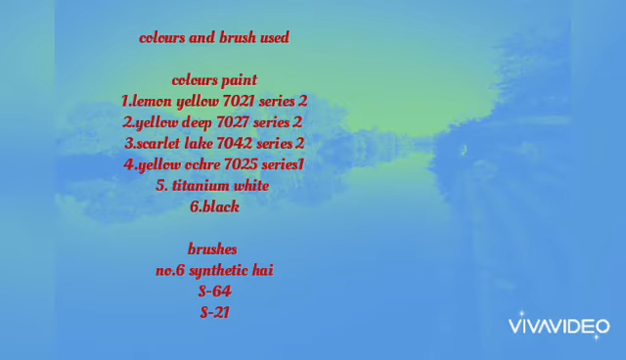 colours and brush used
colours paint
1.lemon yellow 7021 series 2
2.yellow deep 7027 series 2
3.scarlet lake 7042 series 2
4.yellow ochre 7025 series1
5. titanium white
6.black
brushes
no.6 synthetic hai
S-64
S-21
VIVAVIDEO